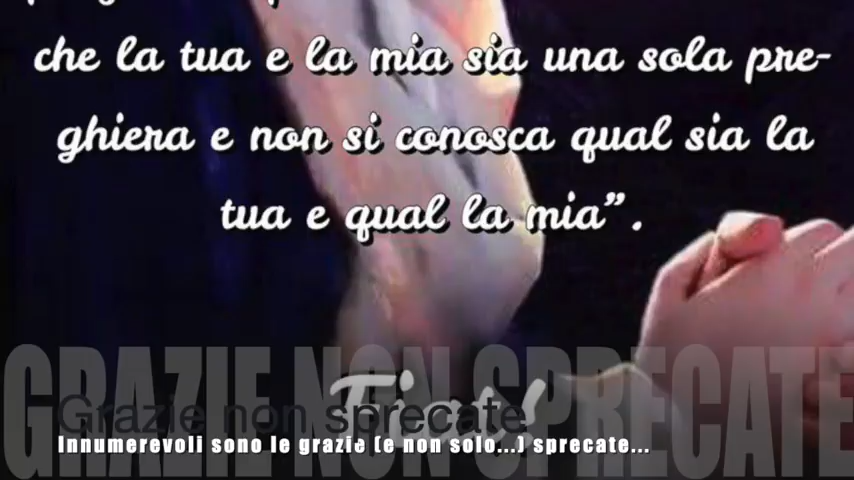 che la tua e la mia sia una sola pre-
ghiera e non si conosca qual sia la
tua e qual la mia”.
GRAZIE NON SPRECATE
Grazie non sprecate
Innumerevoli sono le grazie (e non solo...) sprecate...